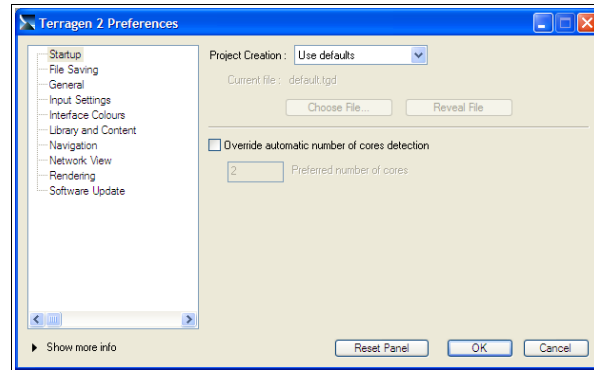 Terragen 2 Preferences
Startup
File Saving
General
Input Settings
Interface Colours
Library and Content
Navigation
Network View
Rendering
Software Update
Project Creation : Use defaults
Current file : default.tgd
Choose File... Reveal File
Override automatic number of cores detection
2 Preferred number of cores
Show more info
Reset Panel OK Cancel